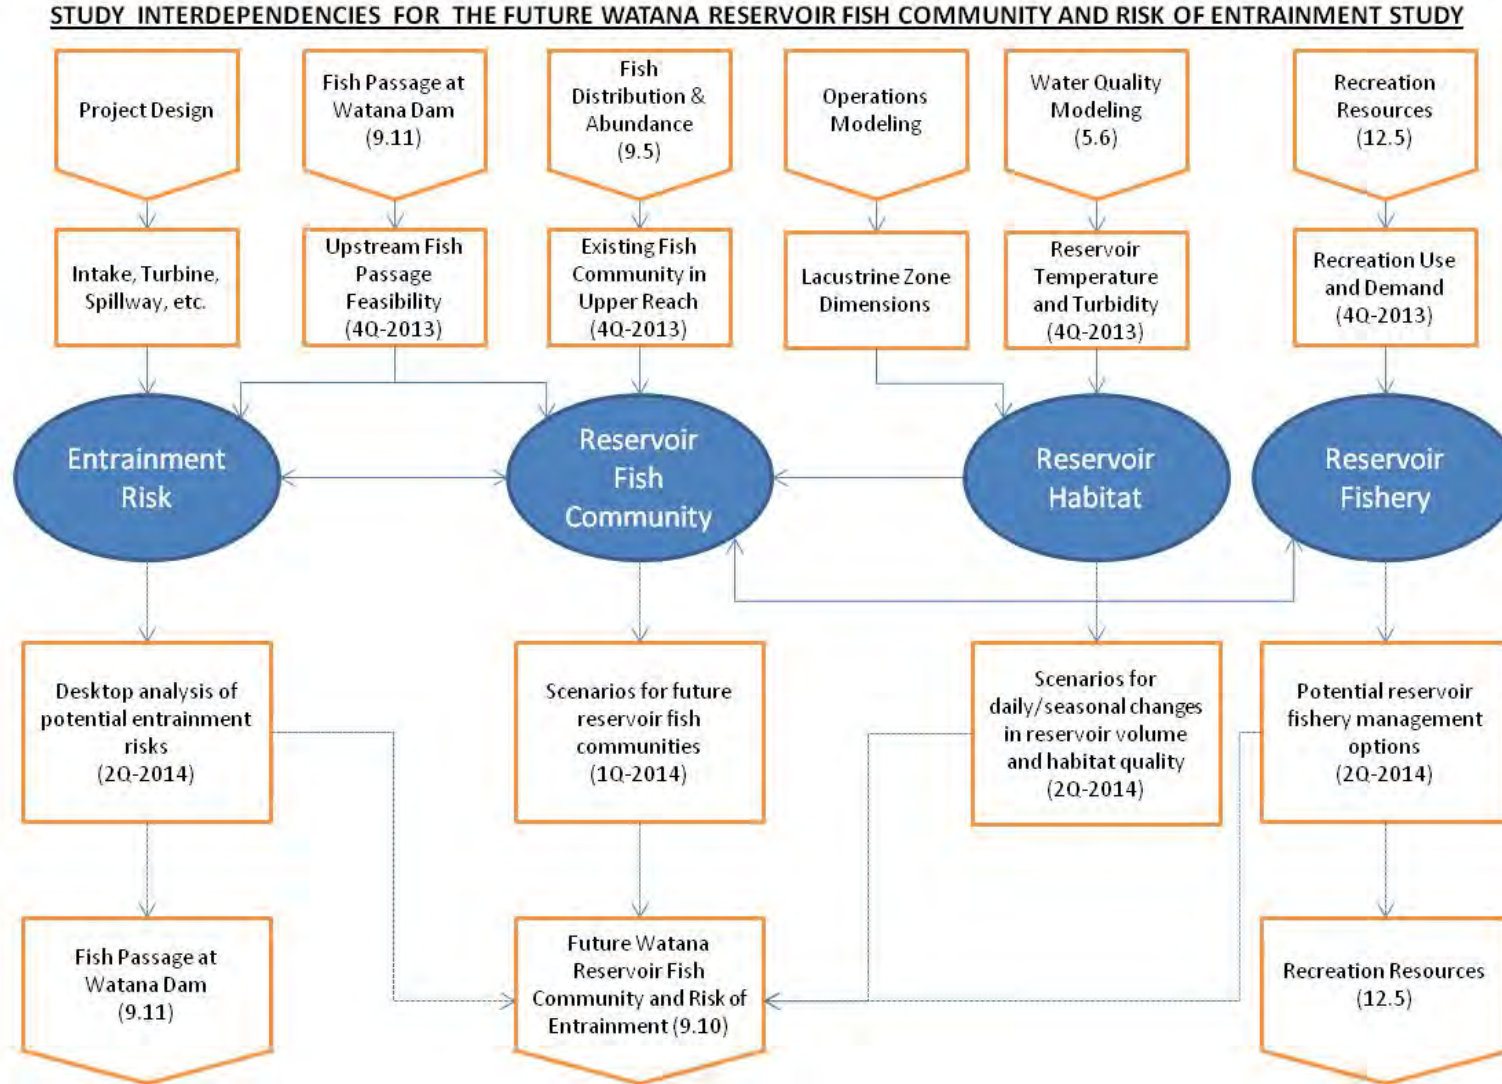 STUDY INTERDEPENDENCIES FOR THE FUTURE WATANA RESERVOIR FISH COMMUNITY AND RISK OF ENTRAINMENT STUDY
Project Design
Fish Passage at
Watana Dam
(9.11)
Fish
Distribution &
Abundance
(9.5)
Operations
Modeling
Water Quality
Modeling
(5.6)
Recreation
Resources
(12.5)
Intake, Turbine,
Spillway, etc.
Upstream Fish
Passage
Feasibility
(4Q-2013)
Existing Fish
Community in
Upper Reach
(4Q-2013)
Lacustrine Zone
Dimensions
Reservoir
Temperature
and Turbidity
(4Q-2013)
Recreation Use
and Demand
(4Q-2013)
Entrainment
Risk
Reservoir
Fish
Community
Reservoir
Habitat
Reservoir
Fishery
Desktop analysis of
potential entrainment
risks
(2Q-2014)
Scenarios for future
reservoir fish
communities
(1Q-2014)
Scenarios for
daily/seasonal changes
in reservoir volume
and habitat quality
(2Q-2014)
Potential reservoir
fishery management
options
(2Q-2014)
Fish Passage at
Watana Dam
(9.11)
Future Watana
Reservoir Fish
Community and Risk of
Entrainment (9.10)
Recreation Resources
(12.5)